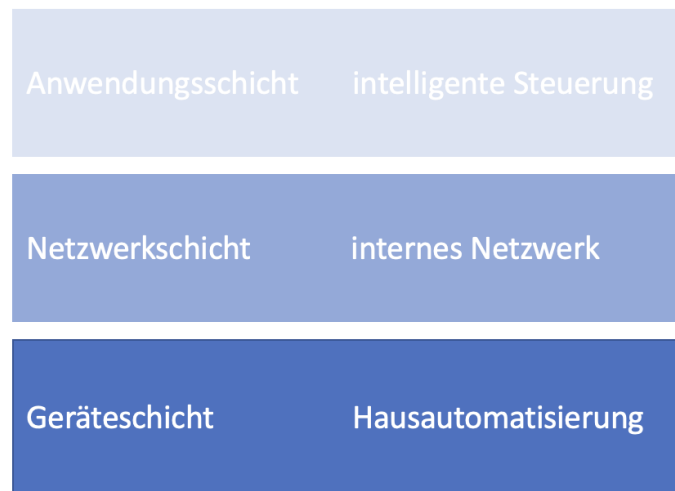 Anwendungsschicht intelligente Steuerung
Netzwerkschicht internes Netzwerk
Geräteschicht Hausautomatisierung